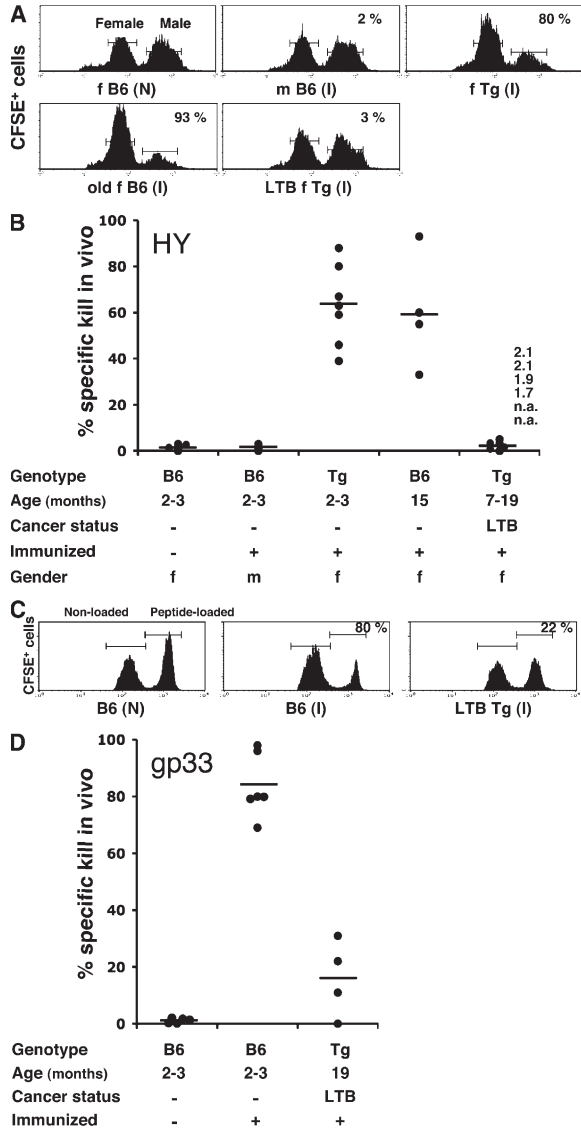 A
Female Male
2 %
80 %
CFSE+ cells
f B6 (N)
m B6 (I)
f Tg (I)
93 %
3 %
old f B6 (I)
LTB f Tg (I)
B
HY
% specific kill in vivo
100
80
60
40
20
0
2.1
2.1
1.9
1.7
n.a.
n.a.
Genotype B6 B6 Tg B6 Tg
Age (months) 2-3 2-3 2-3 15 7-19
Cancer status - - - - LTB
Immunized - + + + +
Gender f m f f f
C
Non-loaded Peptide-loaded
80 %
22 %
CFSE+ cells
B6 (N)
B6 (I)
LTB Tg (I)
D
gp33
% specific kill in vivo
100
80
60
40
20
0
Genotype B6 B6 Tg
Age (months) 2-3 2-3 19
Cancer status - - LTB
Immunized - + +